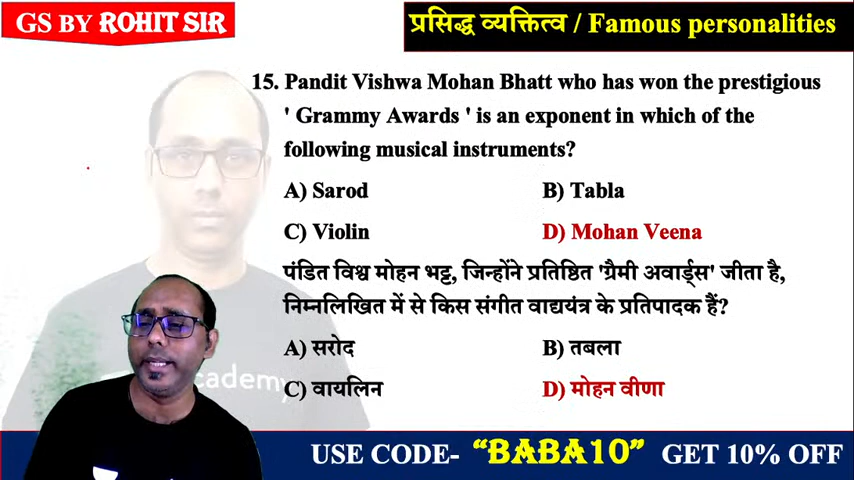 GS BY ROHIT SIR
प्रसिद्ध व्यक्तित्व / Famous personalities
15. Pandit Vishwa Mohan Bhatt who has won the prestigious
' Grammy Awards ' is an exponent in which of the
following musical instruments?
A) Sarod
B) Tabla
C) Violin
D) Mohan Veena
पंडित विश्व मोहन भट्ट, जिन्होंने प्रतिष्ठित 'ग्रैमी अवार्ड्स' जीता है,
निम्नलिखित में से किस संगीत वाद्ययंत्र के प्रतिपादक हैं?
A) सरोद
B) तबला
C) वायलिन
D) मोहन वीणा
USE CODE- “BABA10” GET 10% OFF